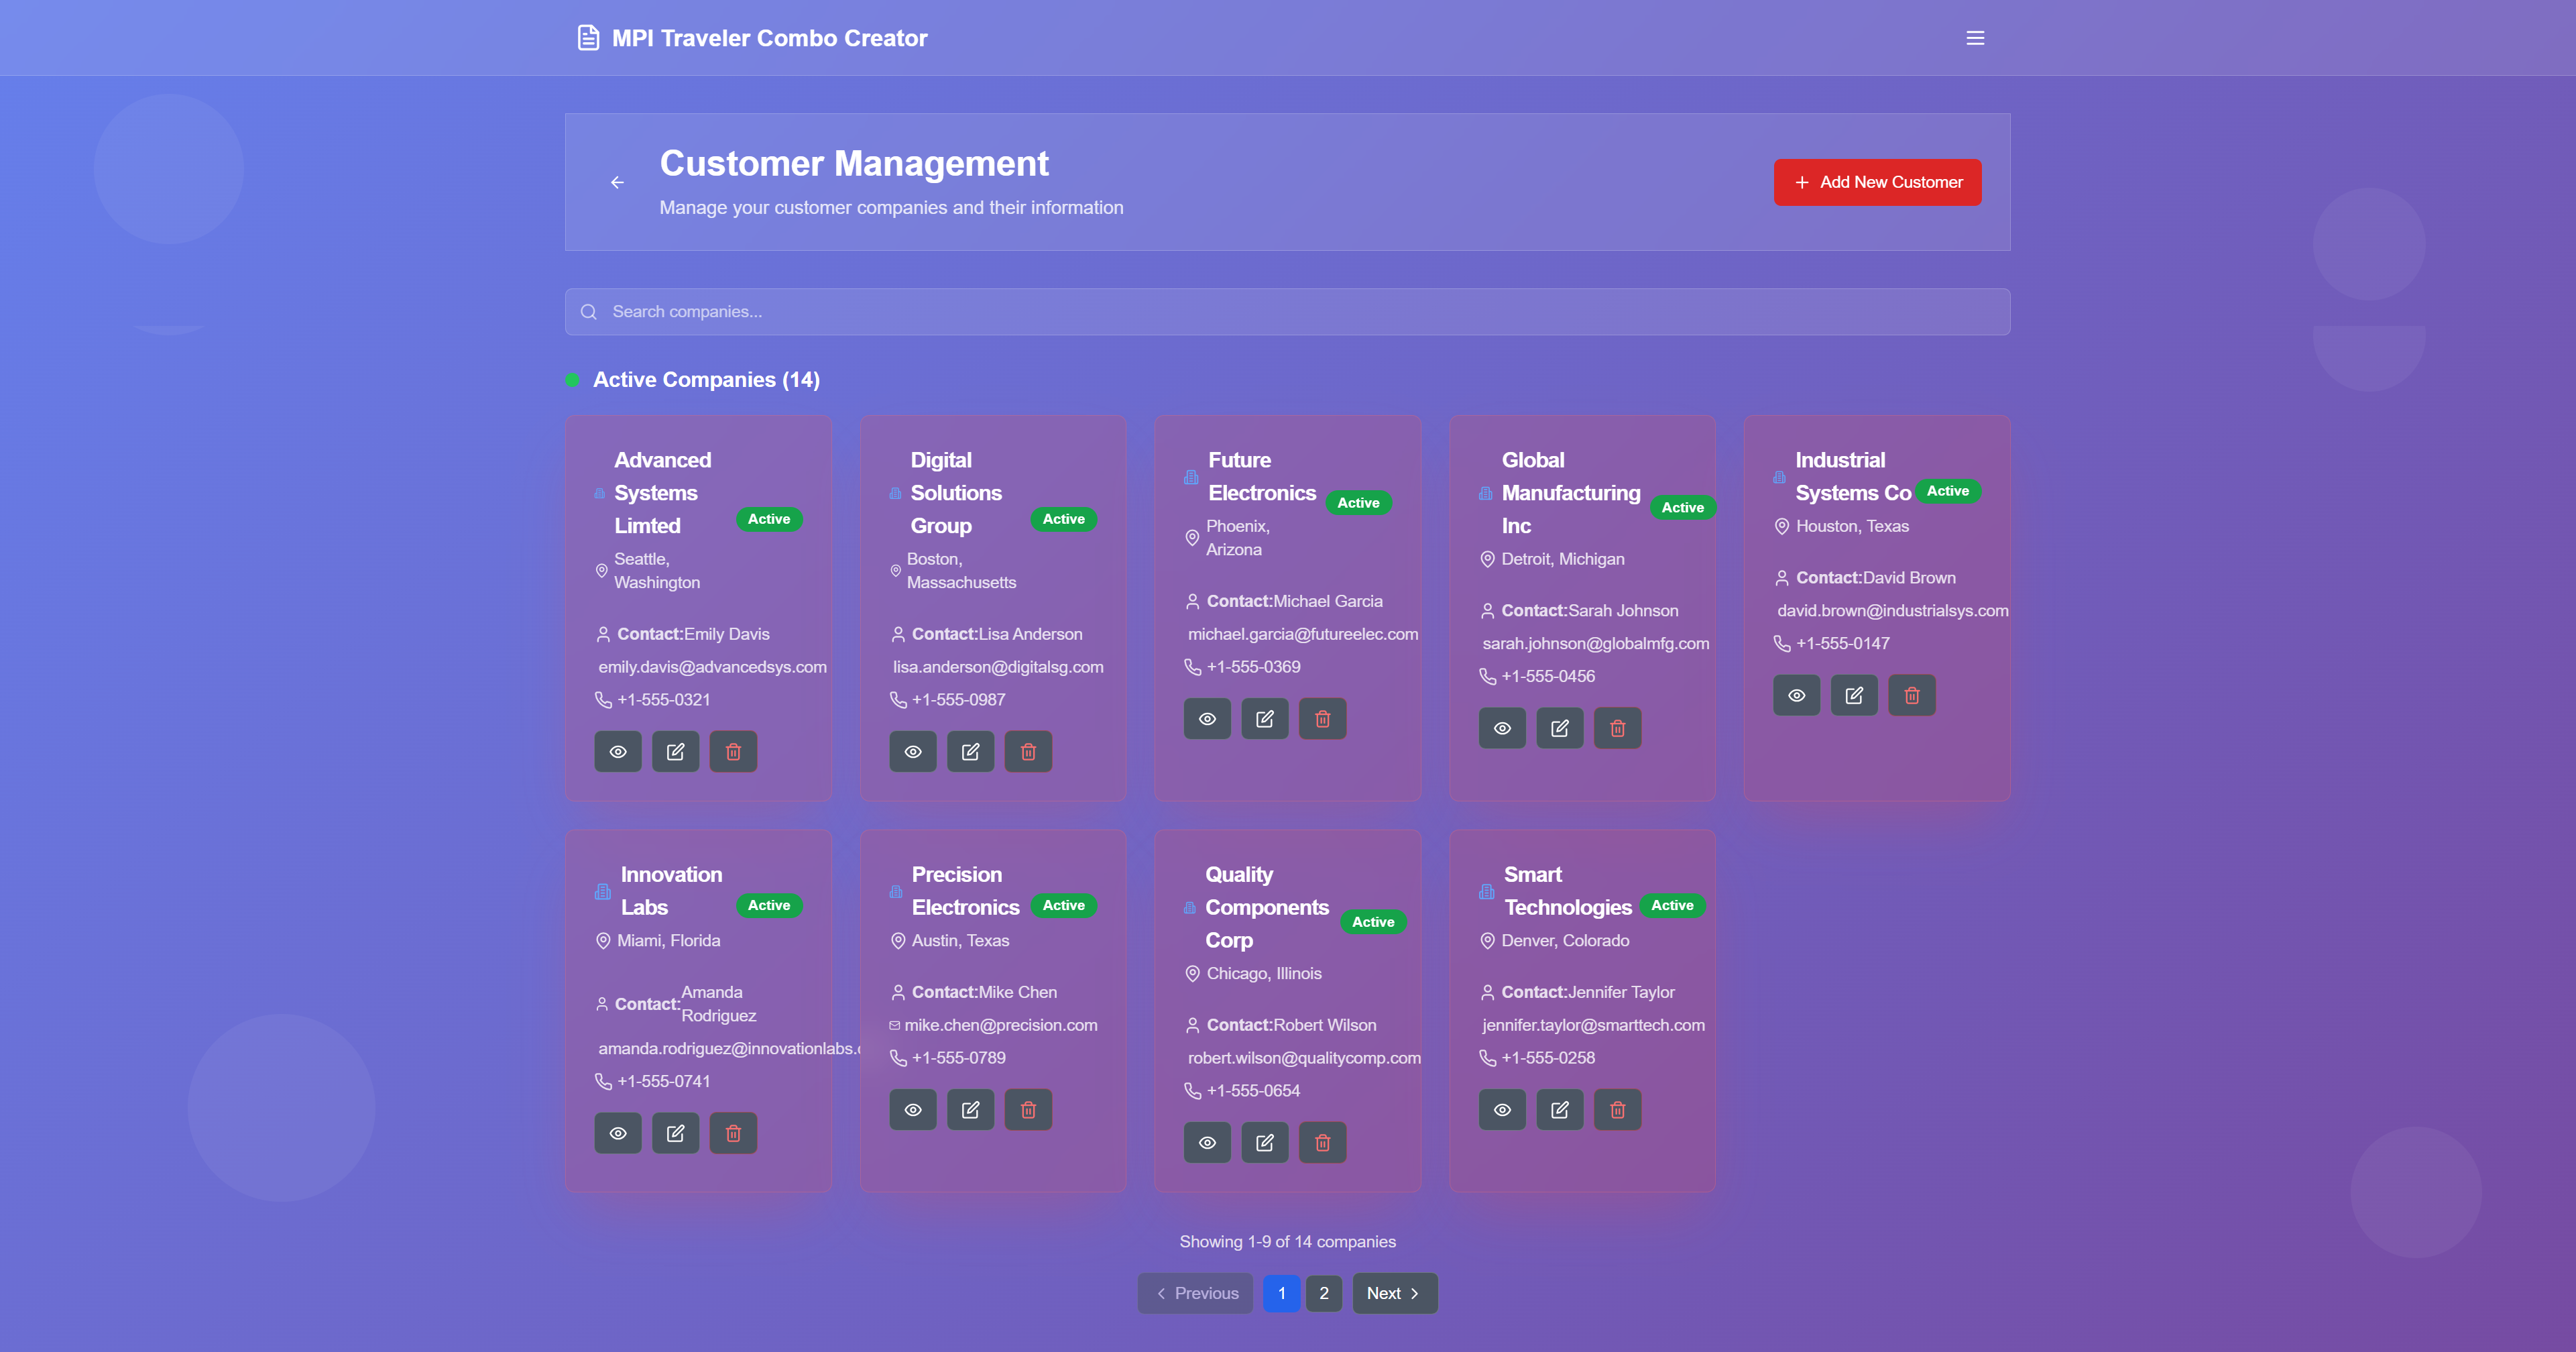 MPI Traveler Combo Creator
Customer Management
Manage your customer companies and their information
Add New Customer
Search companies...
Active Companies (14)
Advanced
Systems
Limted
Active
Seattle,
Washington
Contact:Emily Davis
emily.davis@advancedsys.com
+1-555-0321
Digital
Solutions
Group
Active
Boston,
Massachusetts
Contact:Lisa Anderson
lisa.anderson@digitalsg.com
+1-555-0987
Future
Electronics
Active
Phoenix,
Arizona
Contact:Michael Garcia
michael.garcia@futureelec.com
+1-555-0369
Global
Manufacturing
Inc
Active
Detroit, Michigan
Contact:Sarah Johnson
sarah.johnson@globalmfg.com
+1-555-0456
Industrial
Systems Co
Active
Houston, Texas
Contact:David Brown
david.brown@industrialsys.com
+1-555-0147
Innovation
Labs
Active
Miami, Florida
Contact:Amanda
Rodriguez
amanda.rodriguez@innovationlabs.c
+1-555-0741
Precision
Electronics
Active
Austin, Texas
Contact:Mike Chen
mike.chen@precision.com
+1-555-0789
Quality
Components
Corp
Active
Chicago, Illinois
Contact:Robert Wilson
robert.wilson@qualitycomp.com
+1-555-0654
Smart
Technologies
Active
Denver, Colorado
Contact:Jennifer Taylor
jennifer.taylor@smarttech.com
+1-555-0258
Showing 1-9 of 14 companies
Previous
1
2
Next